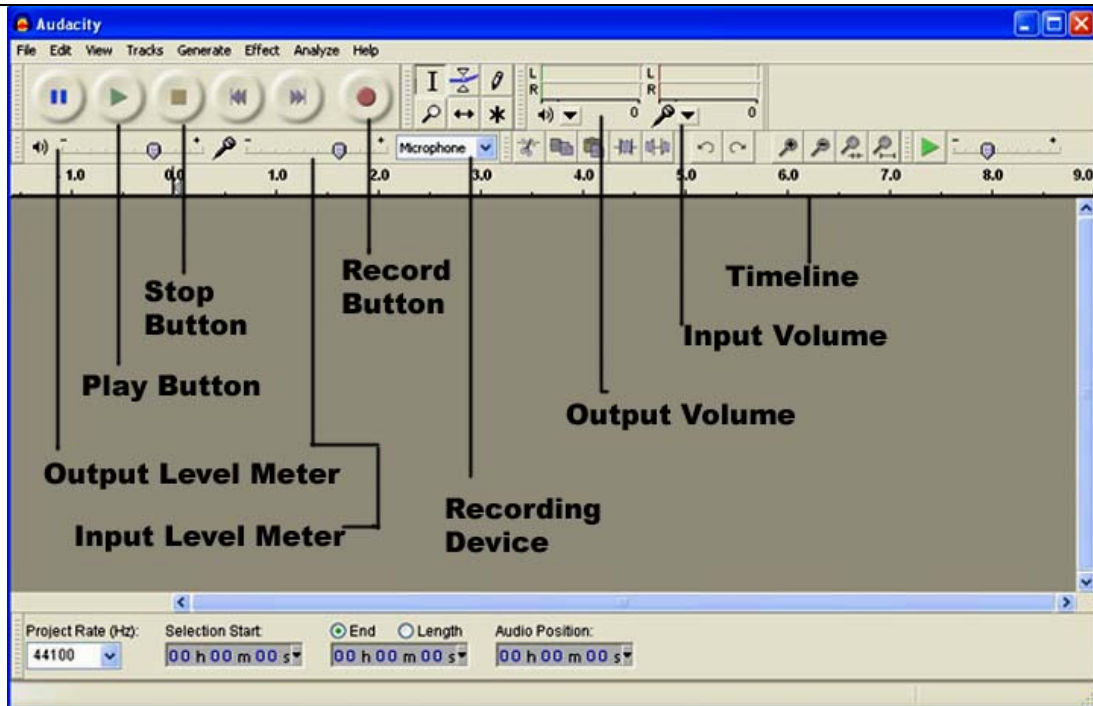 Audacity
File Edit View Tracks Generate Effect Analyze Help
L
R
0
L
R
0
Microphone
1.0 0.0 1.0 2.0 3.0 4.0 5.0 6.0 7.0 8.0 9.0
Stop
Button
Record
Button
Timeline
Input Volume
Play Button
Output Volume
Output Level Meter
Input Level Meter
Recording
Device
Project Rate (Hz): Selection Start: End Length Audio Position:
44100 00 h 00 m 00 s 00 h 00 m 00 s 00 h 00 m 00 s